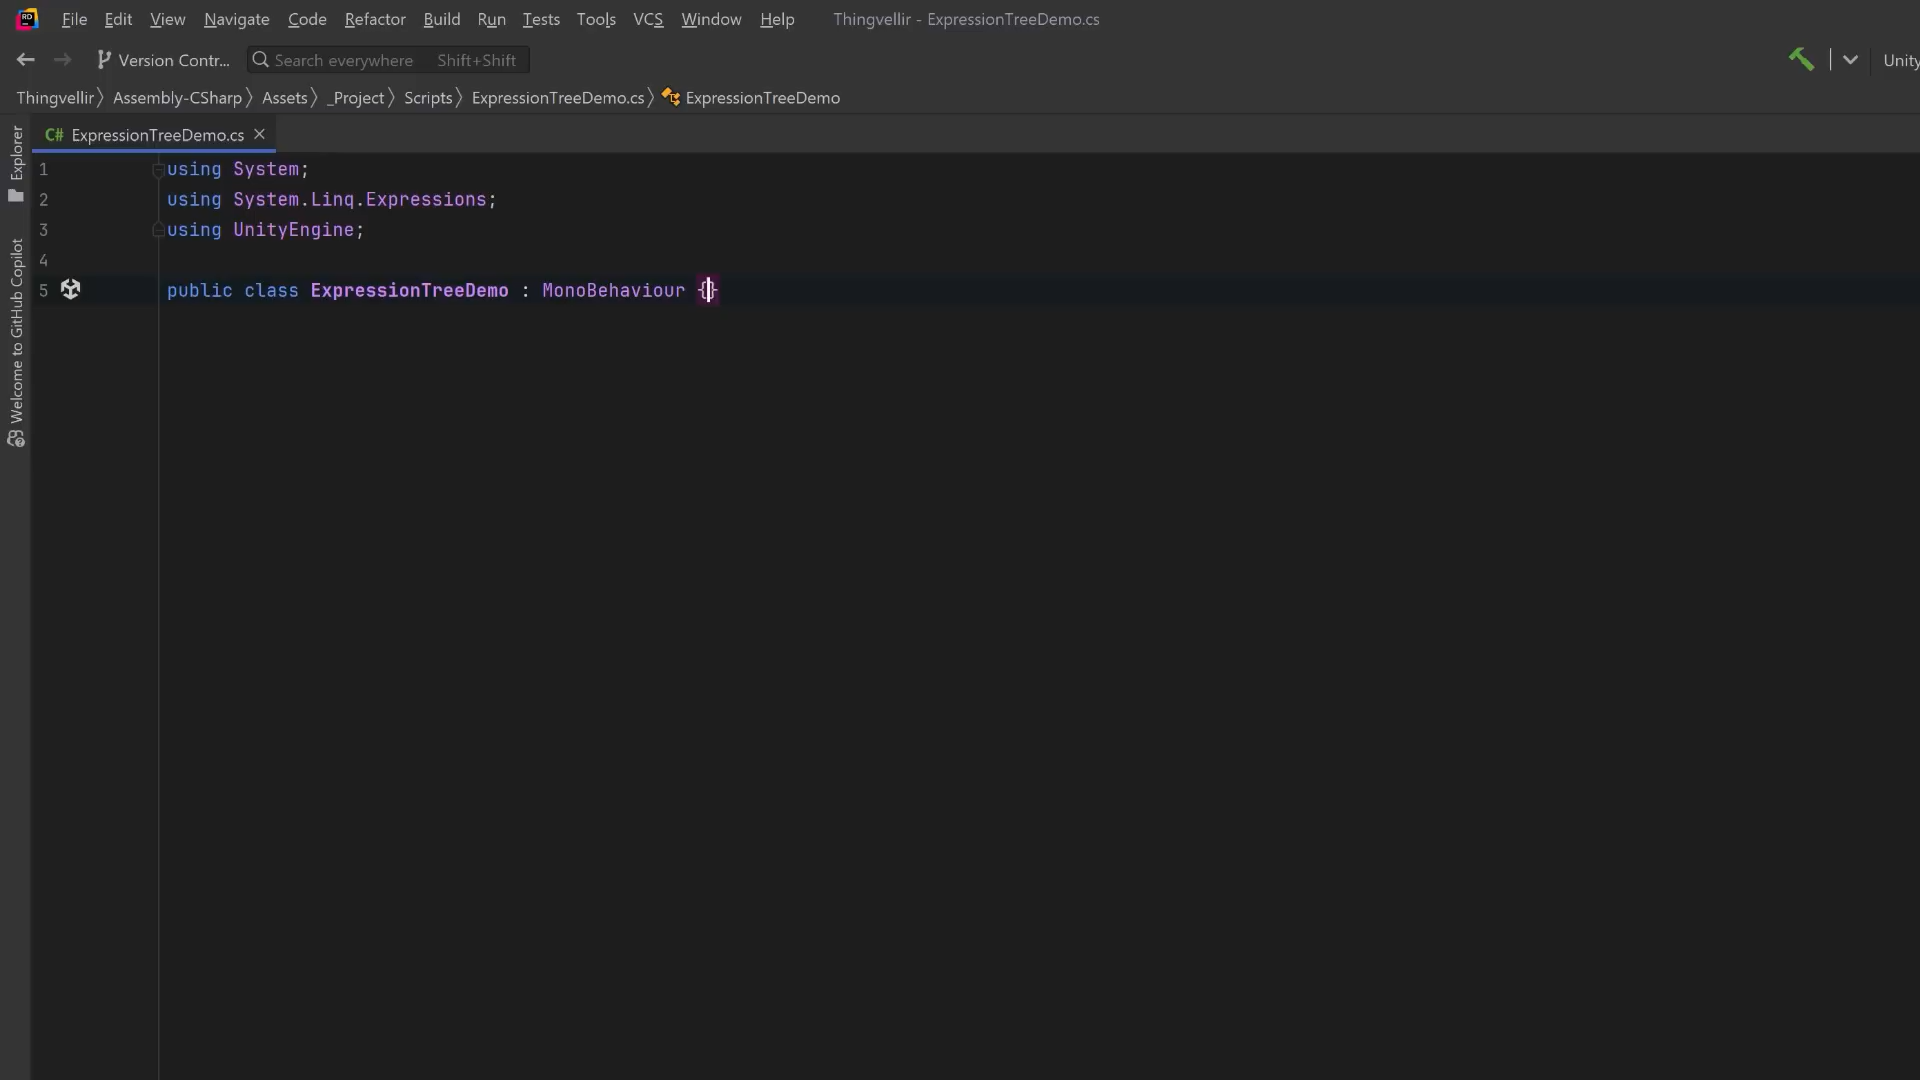 File Edit View Navigate Code Refactor Build Run Tests Tools VCS Window Help Thingvellir - ExpressionTreeDemo.cs
Version Contr... Search everywhere Shift+Shift Unity
Thingvellir Assembly-CSharp Assets _Project Scripts ExpressionTreeDemo.cs ExpressionTreeDemo
C# ExpressionTreeDemo.cs
Explorer
Welcome to GitHub Copilot
1 using System;
2 using System.Linq.Expressions;
3 using UnityEngine;
4
5 public class ExpressionTreeDemo : MonoBehaviour {}